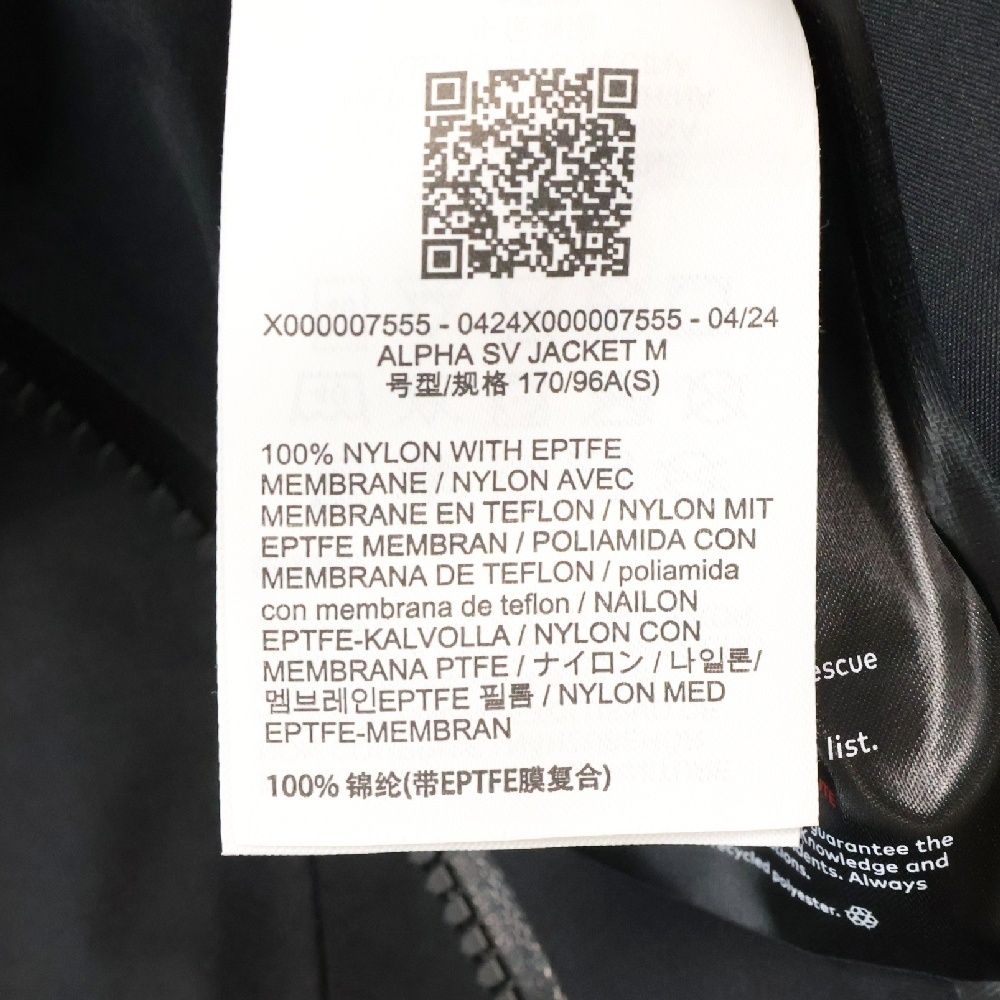 X000007555 - 0424X000007555 - 04/24
ALPHA SV JACKET M
号型/规格 170/96A(S)
100% NYLON WITH EPTFE
MEMBRANE / NYLON AVEC
MEMBRANE EN TEFLON / NYLON MIT
EPTFE MEMBRAN / POLIAMIDA CON
MEMBRANA DE TEFLON / poliamida
con membrana de teflon / NAILON
EPTFE-KALVOLLA / NYLON CON
MEMBRANA PTFE / ナイロン / 나일론/
멤브레인EPTFE 필름 / NYLON MED
EPTFE-MEMBRAN
100% 锦纶(带EPTFE膜复合)
list.
guarantee the
knowledge and
Always
recycled polyester.